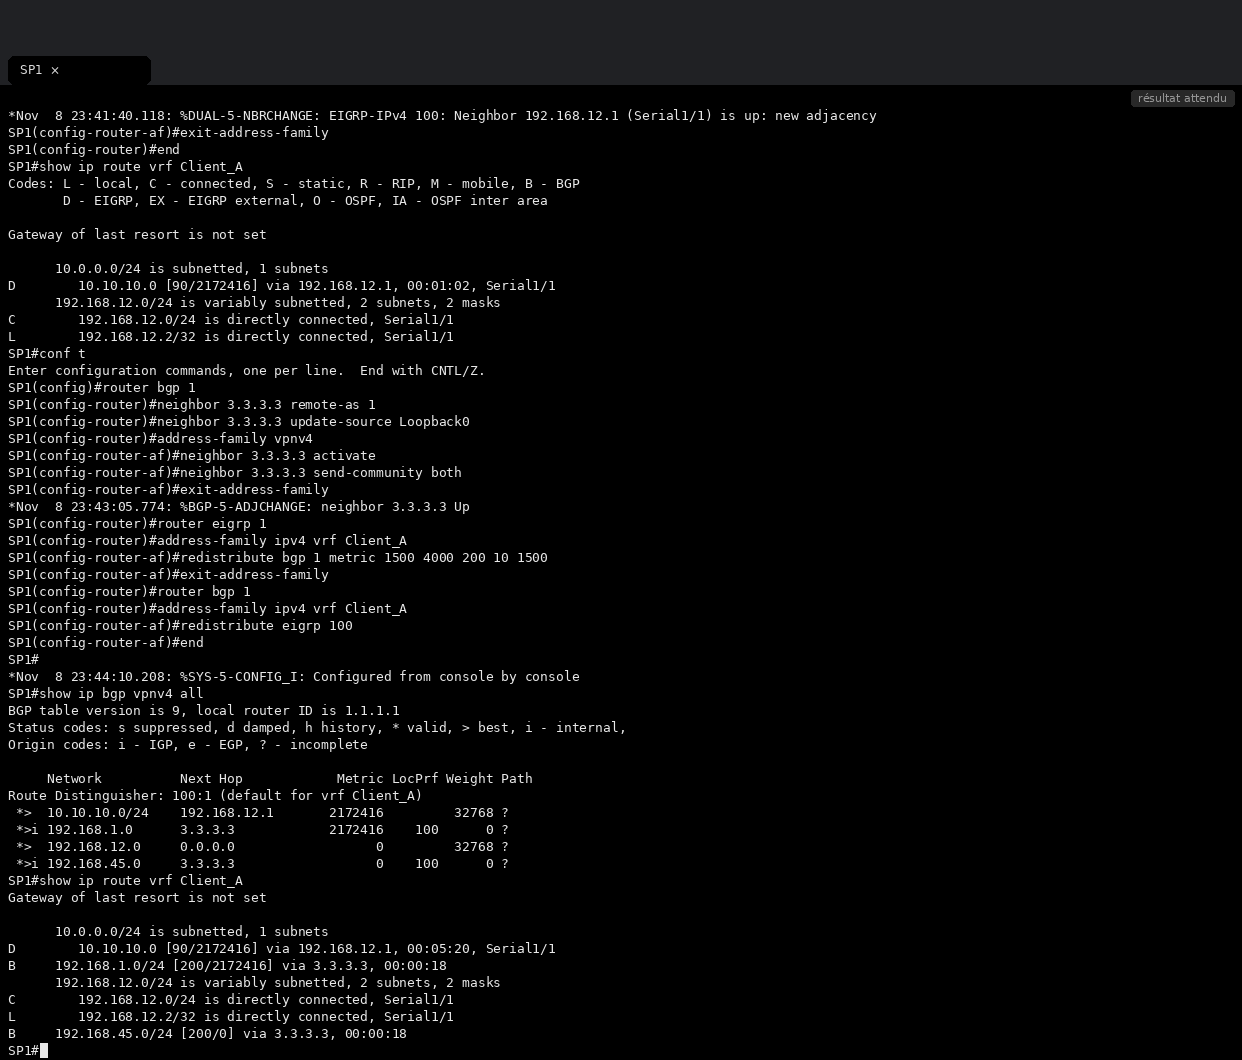 SP1 ×
résultat attendu
*Nov  8 23:41:40.118: %DUAL-5-NBRCHANGE: EIGRP-IPv4 100: Neighbor 192.168.12.1 (Serial1/1) is up: new adjacency
SP1(config-router-af)#exit-address-family
SP1(config-router)#end
SP1#show ip route vrf Client_A
Codes: L - local, C - connected, S - static, R - RIP, M - mobile, B - BGP
       D - EIGRP, EX - EIGRP external, O - OSPF, IA - OSPF inter area

Gateway of last resort is not set

      10.0.0.0/24 is subnetted, 1 subnets
D        10.10.10.0 [90/2172416] via 192.168.12.1, 00:01:02, Serial1/1
      192.168.12.0/24 is variably subnetted, 2 subnets, 2 masks
C        192.168.12.0/24 is directly connected, Serial1/1
L        192.168.12.2/32 is directly connected, Serial1/1
SP1#conf t
Enter configuration commands, one per line.  End with CNTL/Z.
SP1(config)#router bgp 1
SP1(config-router)#neighbor 3.3.3.3 remote-as 1
SP1(config-router)#neighbor 3.3.3.3 update-source Loopback0
SP1(config-router)#address-family vpnv4
SP1(config-router-af)#neighbor 3.3.3.3 activate
SP1(config-router-af)#neighbor 3.3.3.3 send-community both
SP1(config-router-af)#exit-address-family
*Nov  8 23:43:05.774: %BGP-5-ADJCHANGE: neighbor 3.3.3.3 Up
SP1(config-router)#router eigrp 1
SP1(config-router)#address-family ipv4 vrf Client_A
SP1(config-router-af)#redistribute bgp 1 metric 1500 4000 200 10 1500
SP1(config-router-af)#exit-address-family
SP1(config-router)#router bgp 1
SP1(config-router)#address-family ipv4 vrf Client_A
SP1(config-router-af)#redistribute eigrp 100
SP1(config-router-af)#end
SP1#
*Nov  8 23:44:10.208: %SYS-5-CONFIG_I: Configured from console by console
SP1#show ip bgp vpnv4 all
BGP table version is 9, local router ID is 1.1.1.1
Status codes: s suppressed, d damped, h history, * valid, > best, i - internal,
Origin codes: i - IGP, e - EGP, ? - incomplete

     Network          Next Hop            Metric LocPrf Weight Path
Route Distinguisher: 100:1 (default for vrf Client_A)
 *>  10.10.10.0/24    192.168.12.1       2172416         32768 ?
 *>i 192.168.1.0      3.3.3.3            2172416    100      0 ?
 *>  192.168.12.0     0.0.0.0                  0         32768 ?
 *>i 192.168.45.0     3.3.3.3                  0    100      0 ?
SP1#show ip route vrf Client_A
Gateway of last resort is not set

      10.0.0.0/24 is subnetted, 1 subnets
D        10.10.10.0 [90/2172416] via 192.168.12.1, 00:05:20, Serial1/1
B     192.168.1.0/24 [200/2172416] via 3.3.3.3, 00:00:18
      192.168.12.0/24 is variably subnetted, 2 subnets, 2 masks
C        192.168.12.0/24 is directly connected, Serial1/1
L        192.168.12.2/32 is directly connected, Serial1/1
B     192.168.45.0/24 [200/0] via 3.3.3.3, 00:00:18
SP1#